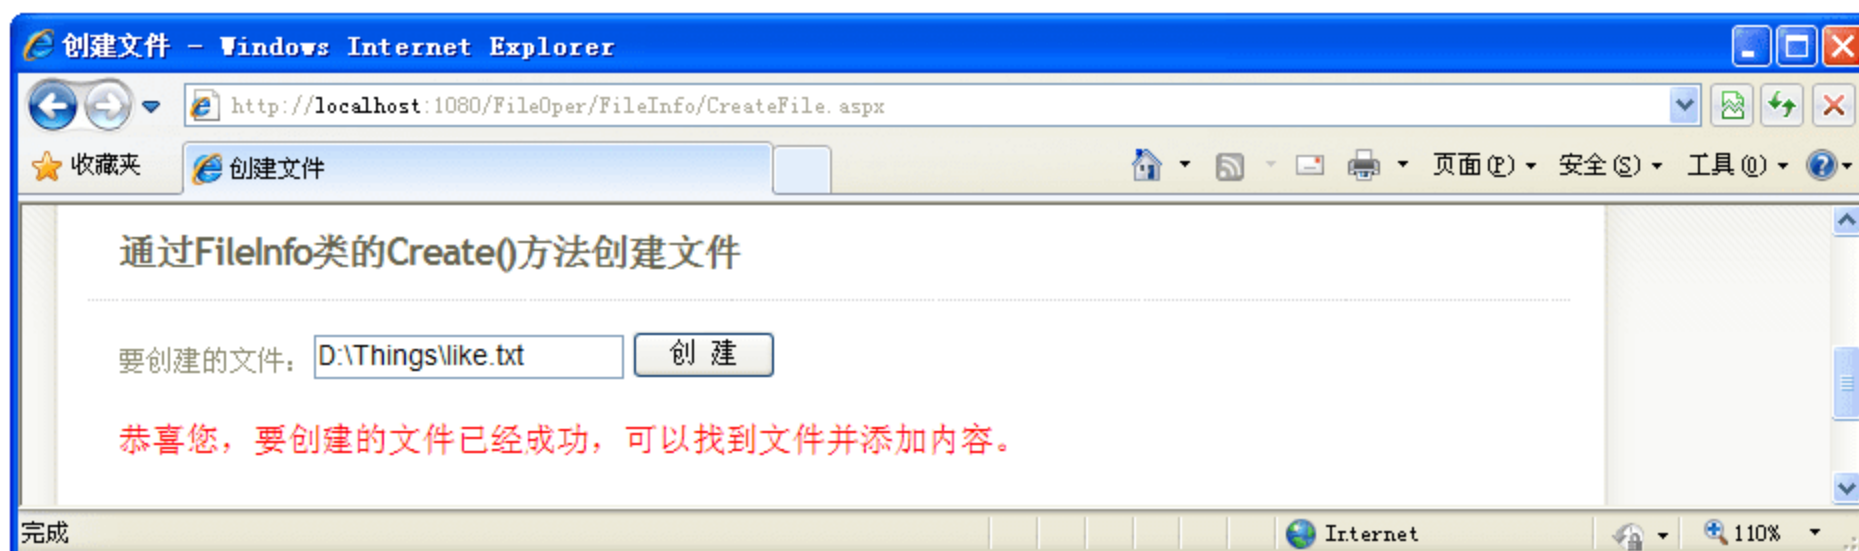 创建文件 - Windows Internet Explorer
http://localhost:1080/FileOper/FileInfo/CreateFile.aspx
收藏夹 创建文件 页面(P) 安全(S) 工具(O)
通过FileInfo类的Create()方法创建文件
要创建的文件: D:\Things\like.txt 创 建
恭喜您，要创建的文件已经成功，可以找到文件并添加内容。
完成 Internet 110%